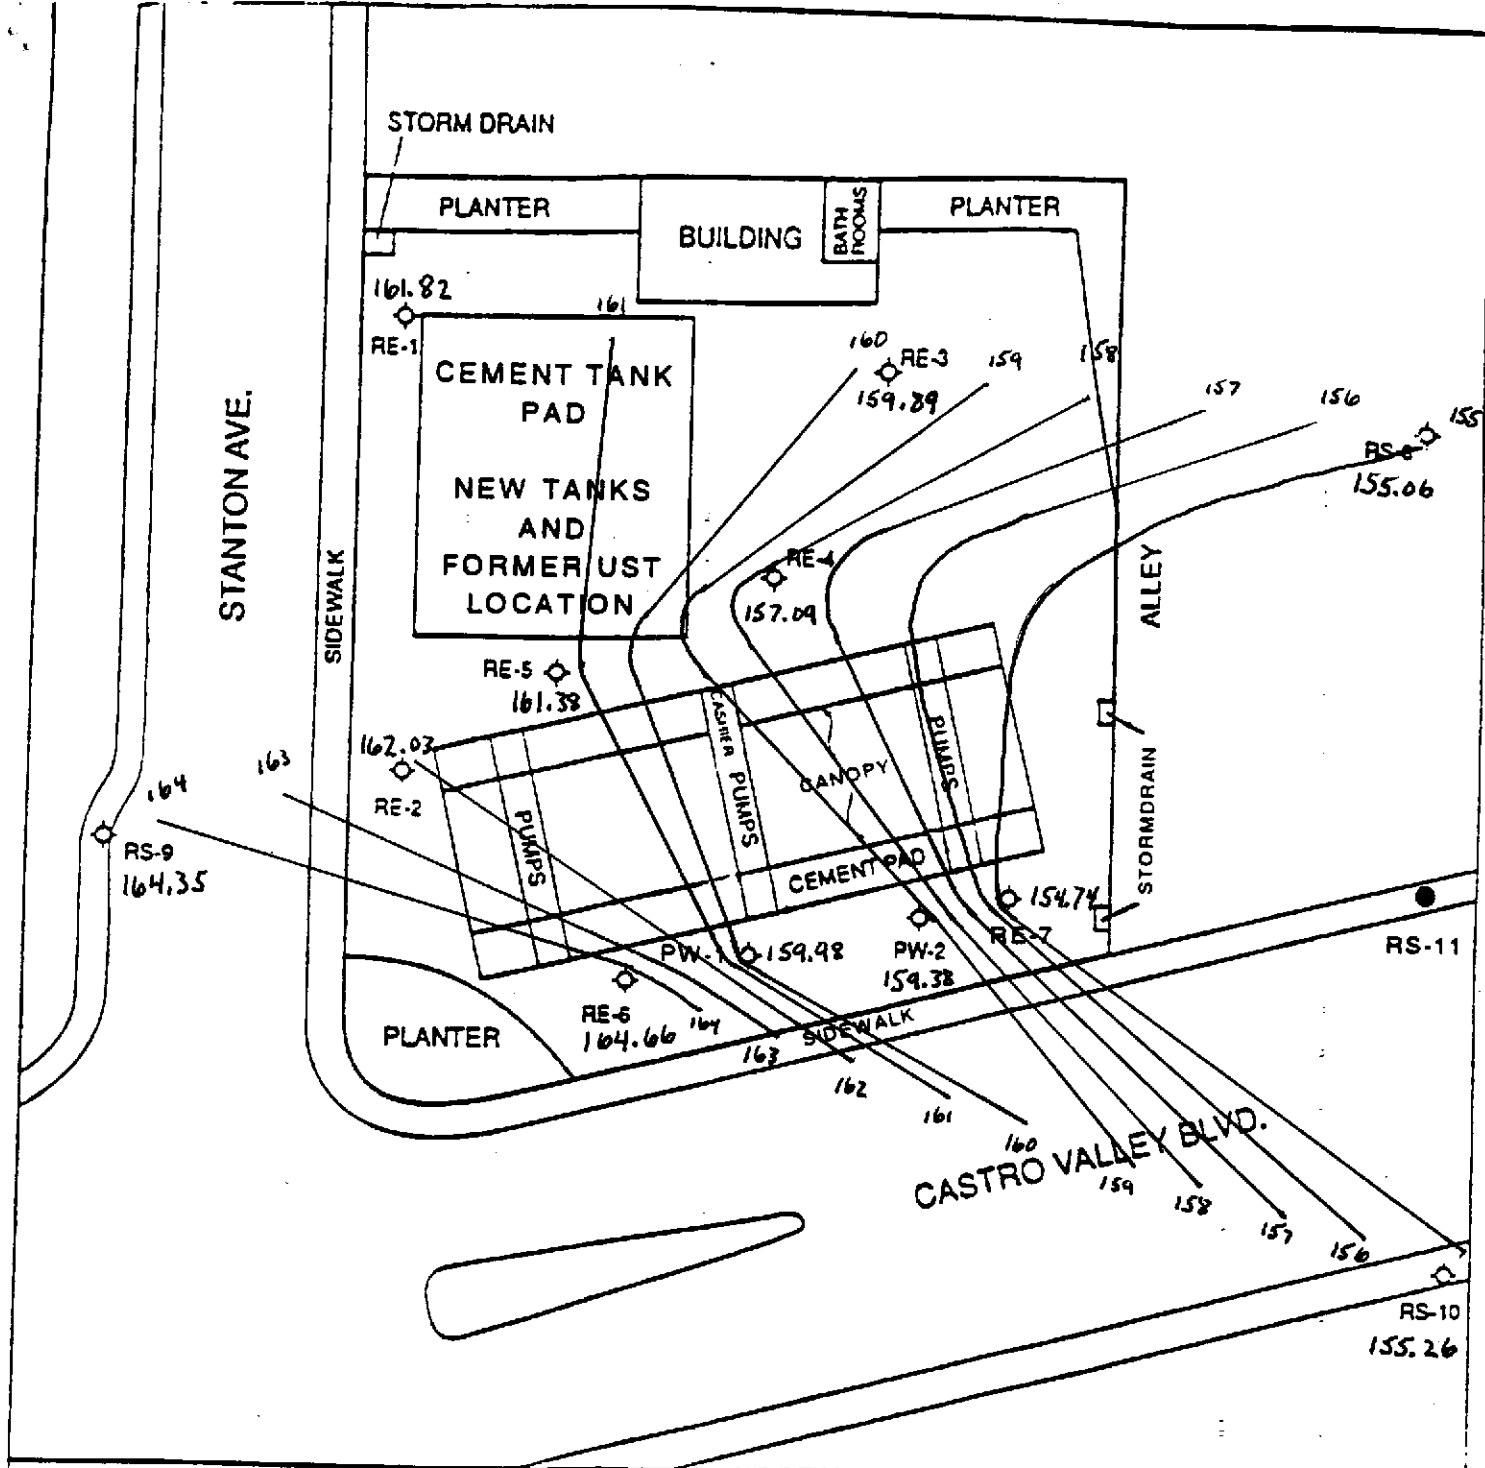 STORM DRAIN
PLANTER
BUILDING
BATH
ROOMS
PLANTER
161.82
RE-1
161
CEMENT TANK
PAD
NEW TANKS
AND
FORMER UST
LOCATION
160
RE-3
159.89
159
158
157
156
155
RS-8
155.06
STANTON AVE.
SIDEWALK
RE-4
157.09
ALLEY
RE-5
161.38
162.03
RE-2
163
164
RS-9
164.35
CASHIER
PUMPS
PUMPS
CANOPY
PUMPS
CEMENT PAD
STORMDRAIN
154.74
RE-7
PW-1
159.98
PW-2
159.38
RS-11
RE-6
164.66
PLANTER
SIDEWALK
164
163
162
161
160
CASTRO VALLEY BLVD.
159
158
157
156
RS-10
155.26